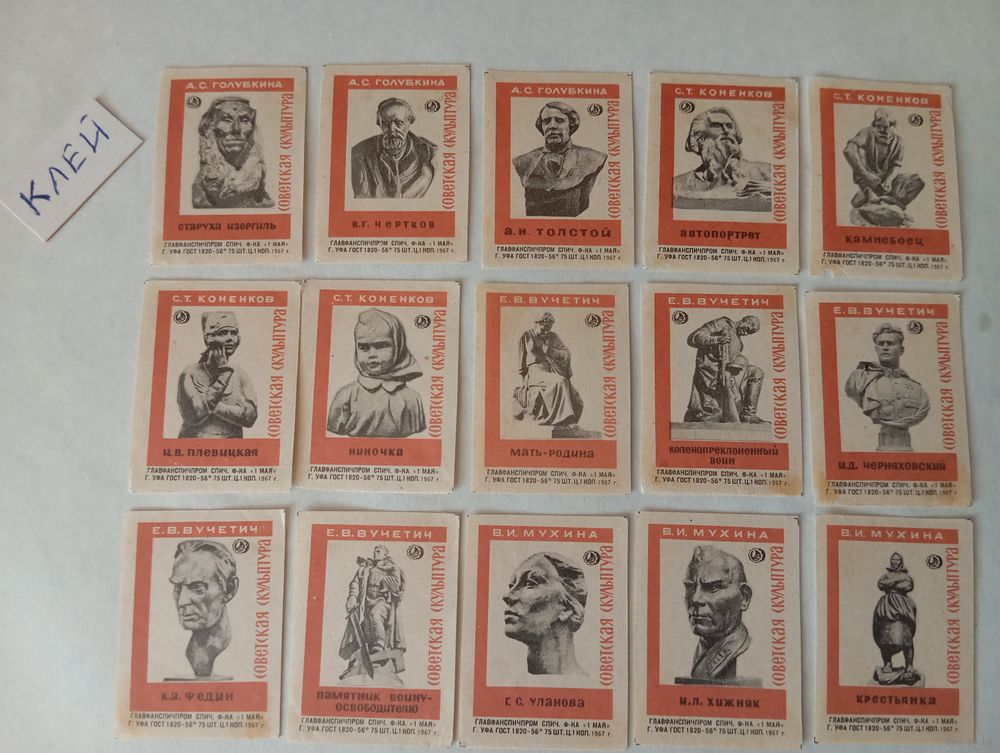 КЛЕЙ
А.С. ГОЛУБКИНА
СОВЕТСКАЯ СКУЛЬПТУРА
СТАРУХА ИЗЕРГИЛЬ
ГЛАВФАНСПИЧПРОМ СПИЧ. Ф-КА «1 МАЯ»
Г. УФА ГОСТ 1820-56* 75 ШТ. Ц.1 КОП. 1967 г.
А.С. ГОЛУБКИНА
СОВЕТСКАЯ СКУЛЬПТУРА
В.Г. ЧЕРТКОВ
ГЛАВФАНСПИЧПРОМ СПИЧ. Ф-КА «1 МАЯ»
Г. УФА ГОСТ 1820-56* 75 ШТ. Ц.1 КОП. 1967 г.
А.С. ГОЛУБКИНА
СОВЕТСКАЯ СКУЛЬПТУРА
А.Н. ТОЛСТОЙ
ГЛАВФАНСПИЧПРОМ СПИЧ. Ф-КА «1 МАЯ»
Г. УФА ГОСТ 1820-56* 75 ШТ. Ц.1 КОП. 1967 г.
С.Т. КОНЕНКОВ
СОВЕТСКАЯ СКУЛЬПТУРА
АВТОПОРТРЕТ
ГЛАВФАНСПИЧПРОМ СПИЧ. Ф-КА «1 МАЯ»
Г. УФА ГОСТ 1820-56* 75 ШТ. Ц.1 КОП. 1967 г.
С.Т. КОНЕНКОВ
СОВЕТСКАЯ СКУЛЬПТУРА
КАМНЕБОЕЦ
ГЛАВФАНСПИЧПРОМ СПИЧ. Ф-КА «1 МАЯ»
Г. УФА ГОСТ 1820-56* 75 ШТ. Ц.1 КОП. 1967 г.
С.Т. КОНЕНКОВ
СОВЕТСКАЯ СКУЛЬПТУРА
Н.В. ПЛЕВИЦКАЯ
ГЛАВФАНСПИЧПРОМ СПИЧ. Ф-КА «1 МАЯ»
Г. УФА ГОСТ 1820-56* 75 ШТ. Ц.1 КОП. 1967 г.
С.Т. КОНЕНКОВ
СОВЕТСКАЯ СКУЛЬПТУРА
НИНОЧКА
ГЛАВФАНСПИЧПРОМ СПИЧ. Ф-КА «1 МАЯ»
Г. УФА ГОСТ 1820-56* 75 ШТ. Ц.1 КОП. 1967 г.
Е.В. ВУЧЕТИЧ
СОВЕТСКАЯ СКУЛЬПТУРА
МАТЬ-РОДИНА
ГЛАВФАНСПИЧПРОМ СПИЧ. Ф-КА «1 МАЯ»
Г. УФА ГОСТ 1820-56* 75 ШТ. Ц.1 КОП. 1967 г.
Е.В. ВУЧЕТИЧ
СОВЕТСКАЯ СКУЛЬПТУРА
КОЛЕНОПРЕКЛОНЕННЫЙ
ВОИН
ГЛАВФАНСПИЧПРОМ СПИЧ. Ф-КА «1 МАЯ»
Г. УФА ГОСТ 1820-56* 75 ШТ. Ц.1 КОП. 1967 г.
Е.В. ВУЧЕТИЧ
СОВЕТСКАЯ СКУЛЬПТУРА
И.Д. ЧЕРНЯХОВСКИЙ
ГЛАВФАНСПИЧПРОМ СПИЧ. Ф-КА «1 МАЯ»
Г. УФА ГОСТ 1820-56* 75 ШТ. Ц.1 КОП. 1967 г.
Е.В. ВУЧЕТИЧ
СОВЕТСКАЯ СКУЛЬПТУРА
К.А. ФЕДИН
ГЛАВФАНСПИЧПРОМ СПИЧ. Ф-КА «1 МАЯ»
Г. УФА ГОСТ 1820-56* 75 ШТ. Ц.1 КОП. 1967 г.
Е.В. ВУЧЕТИЧ
СОВЕТСКАЯ СКУЛЬПТУРА
ПАМЯТНИК ВОИНУ-
ОСВОБОДИТЕЛЮ
ГЛАВФАНСПИЧПРОМ СПИЧ. Ф-КА «1 МАЯ»
Г. УФА ГОСТ 1820-56* 75 ШТ. Ц.1 КОП. 1967 г.
В.И. МУХИНА
СОВЕТСКАЯ СКУЛЬПТУРА
Г.С. УЛАНОВА
ГЛАВФАНСПИЧПРОМ СПИЧ. Ф-КА «1 МАЯ»
Г. УФА ГОСТ 1820-56* 75 ШТ. Ц.1 КОП. 1967 г.
В.И. МУХИНА
СОВЕТСКАЯ СКУЛЬПТУРА
И.Л. ХИЖНЯК
ГЛАВФАНСПИЧПРОМ СПИЧ. Ф-КА «1 МАЯ»
Г. УФА ГОСТ 1820-56* 75 ШТ. Ц.1 КОП. 1967 г.
В.И. МУХИНА
СОВЕТСКАЯ СКУЛЬПТУРА
КРЕСТЬЯНКА
ГЛАВФАНСПИЧПРОМ СПИЧ. Ф-КА «1 МАЯ»
Г. УФА ГОСТ 1820-56* 75 ШТ. Ц.1 КОП. 1967 г.